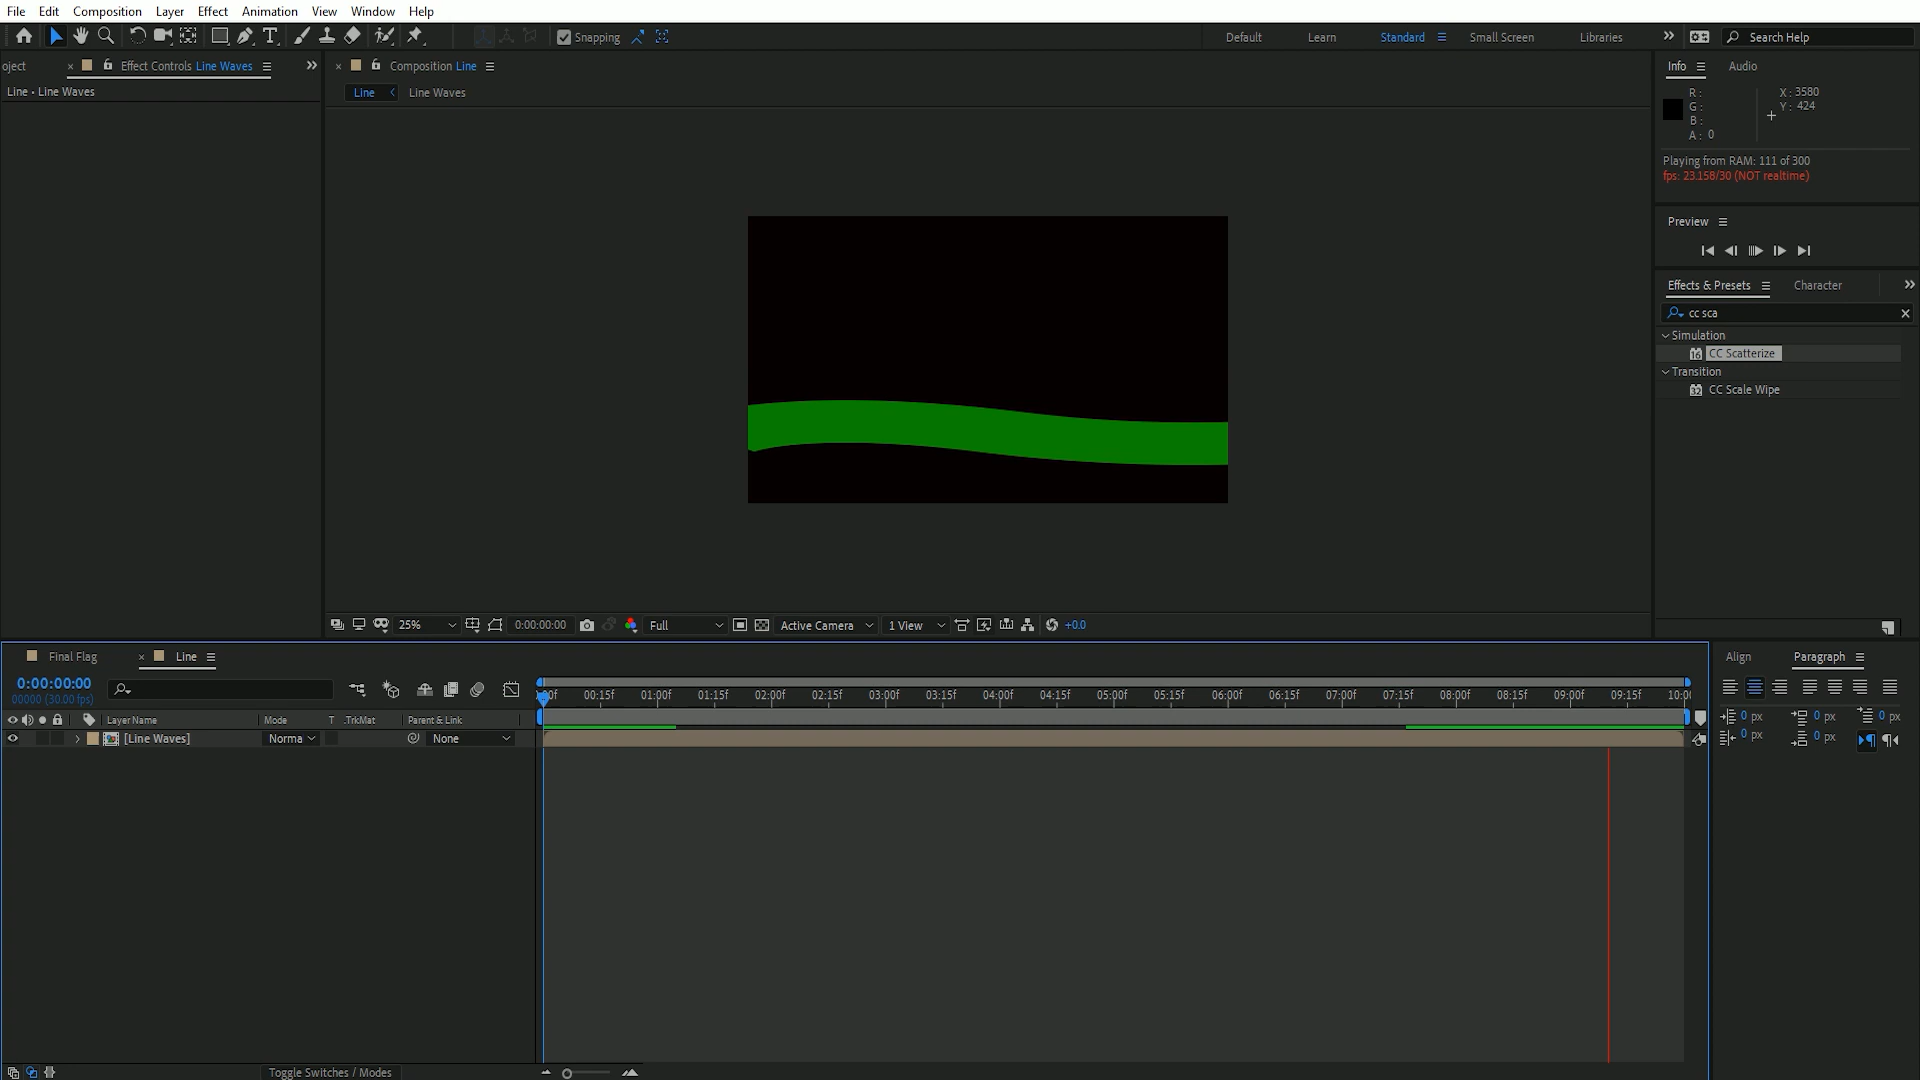 File Edit Composition Layer Effect Animation View Window Help
Snapping
Default Learn Standard Small Screen Libraries Search Help
oject Effect Controls Line Waves
Line • Line Waves
Composition Line
Line Line Waves
Info Audio
R :
G :
B :
A : 0
X : 3580
Y : 424
Playing from RAM: 111 of 300
fps: 23.158/30 (NOT realtime)
Preview
Effects & Presets Character
cc sca
Simulation
16 CC Scatterize
Transition
32 CC Scale Wipe
25% 0:00:00:00 Full Active Camera 1 View +0.0
Final Flag Line
0:00:00:00
00000 (30.00 fps)
00:15f 01:00f 01:15f 02:00f 02:15f 03:00f 03:15f 04:00f 04:15f 05:00f 05:15f 06:00f 06:15f 07:00f 07:15f 08:00f 08:15f 09:00f 09:15f 10:0
Layer Name Mode T .TrkMat Parent & Link
[Line Waves] Norma None
Align Paragraph
0 px 0 px 0 px
0 px 0 px
Toggle Switches / Modes